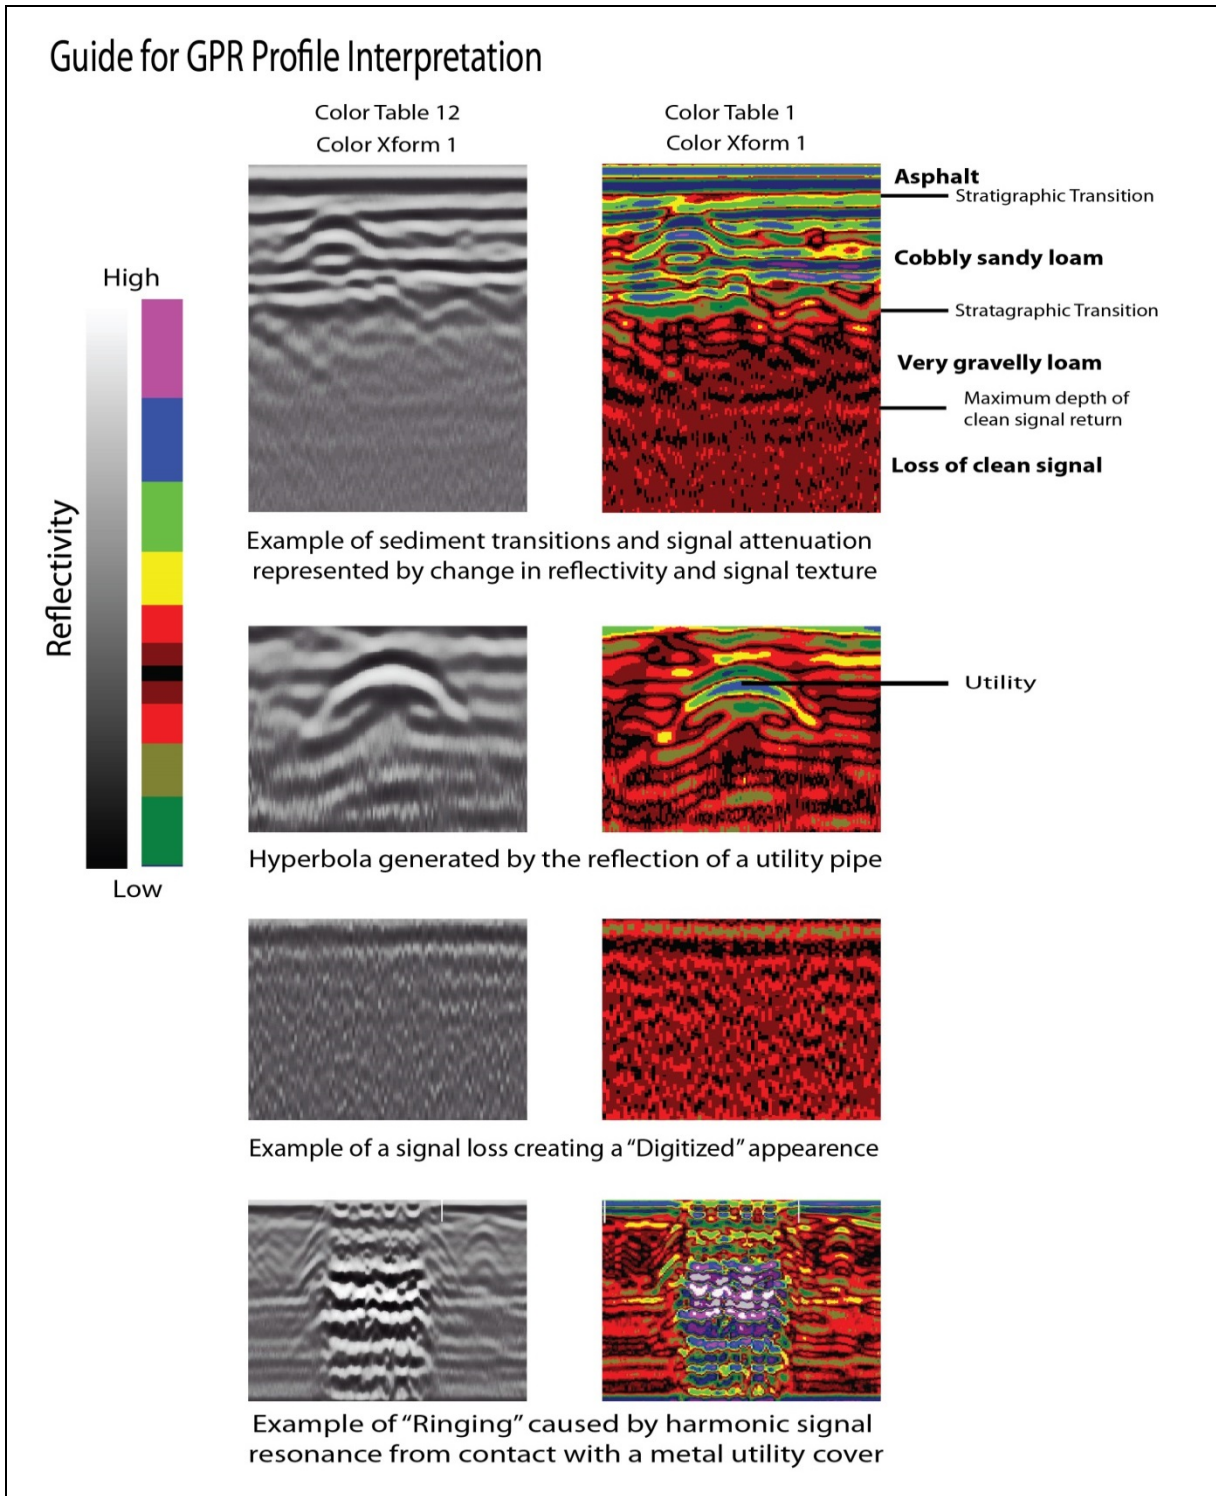 Guide for GPR Profile Interpretation
Color Table 12
Color Xform 1
Color Table 1
Color Xform 1
High
Reflectivity
Low
Asphalt
Stratigraphic Transition
Cobbly sandy loam
Stratagraphic Transition
Very gravelly loam
Maximum depth of
clean signal return
Loss of clean signal
Example of sediment transitions and signal attenuation
represented by change in reflectivity and signal texture
Utility
Hyperbola generated by the reflection of a utility pipe
Example of a signal loss creating a “Digitized” appearence
Example of “Ringing” caused by harmonic signal
resonance from contact with a metal utility cover